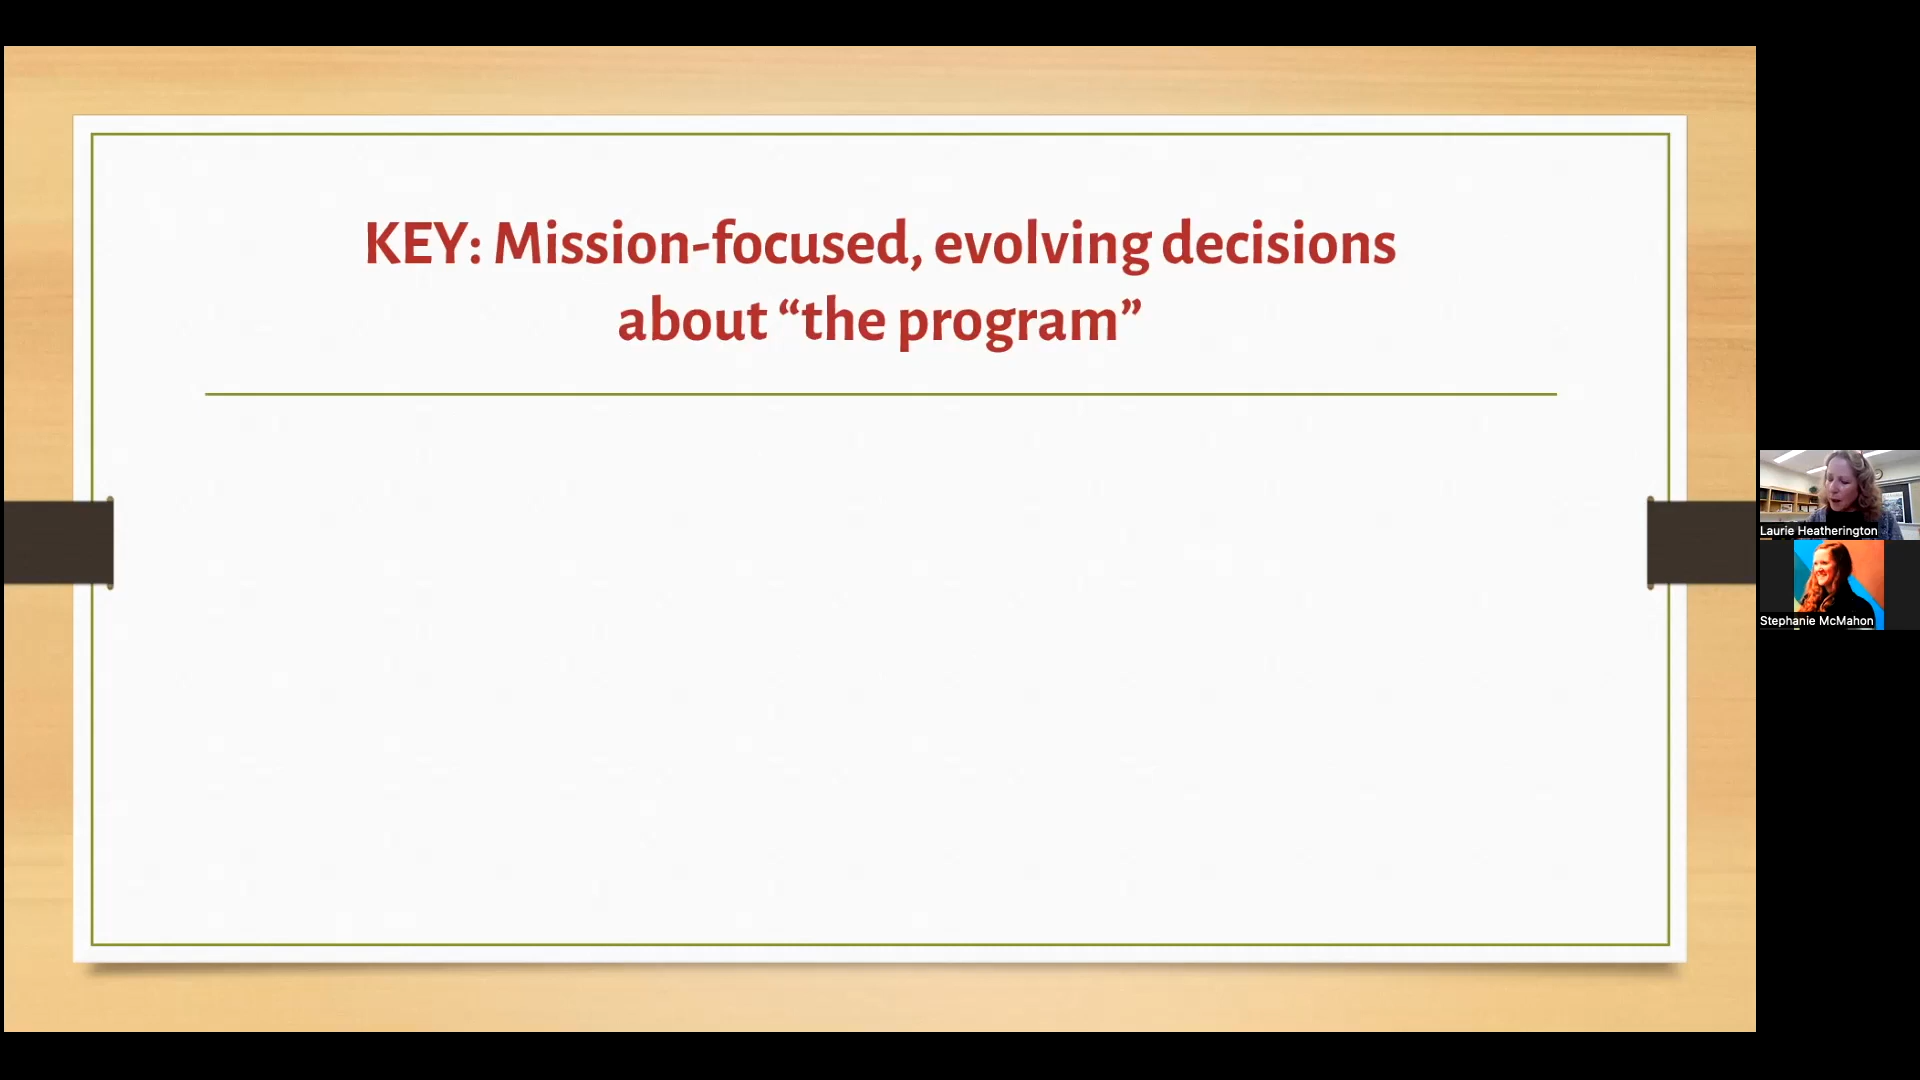 KEY: Mission-focused, evolving decisions
about “the program”
Laurie Heatherington
Stephanie McMahon